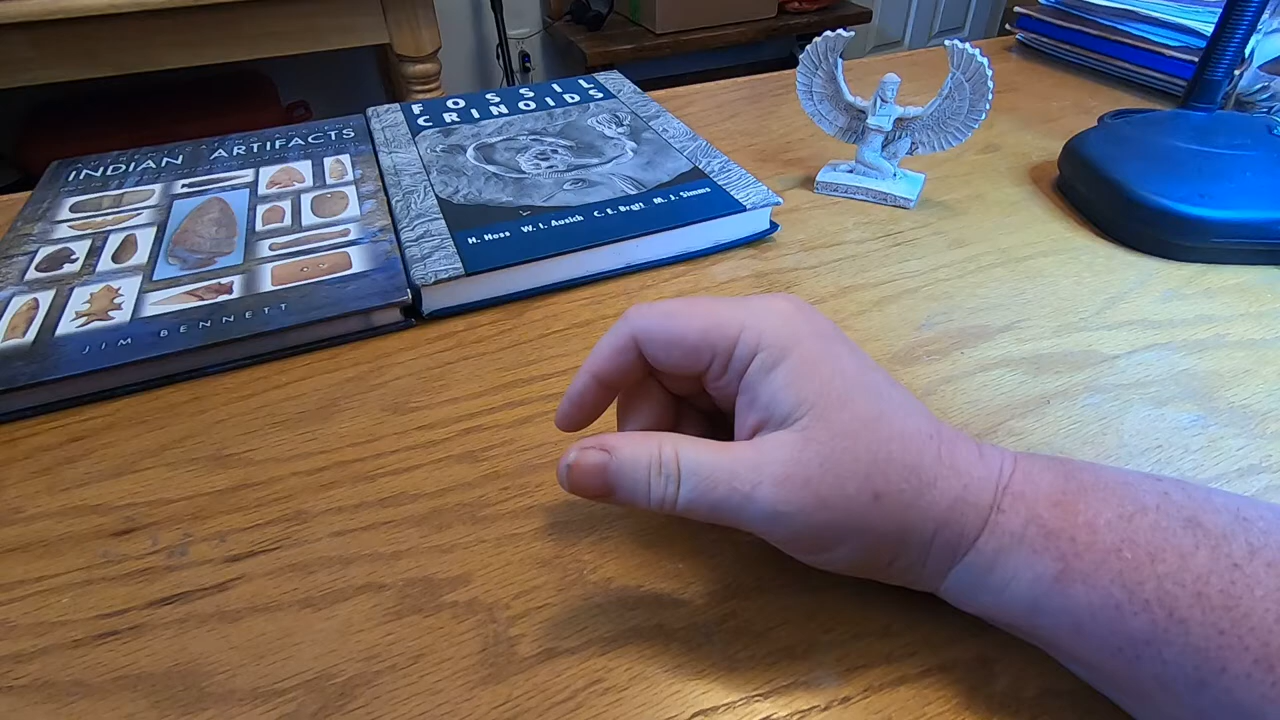 INDIAN ARTIFACTS
JIM BENNETT
FOSSIL
CRINOIDS
H. Hess W. I. Ausich C. E. Brett M. J. Simms